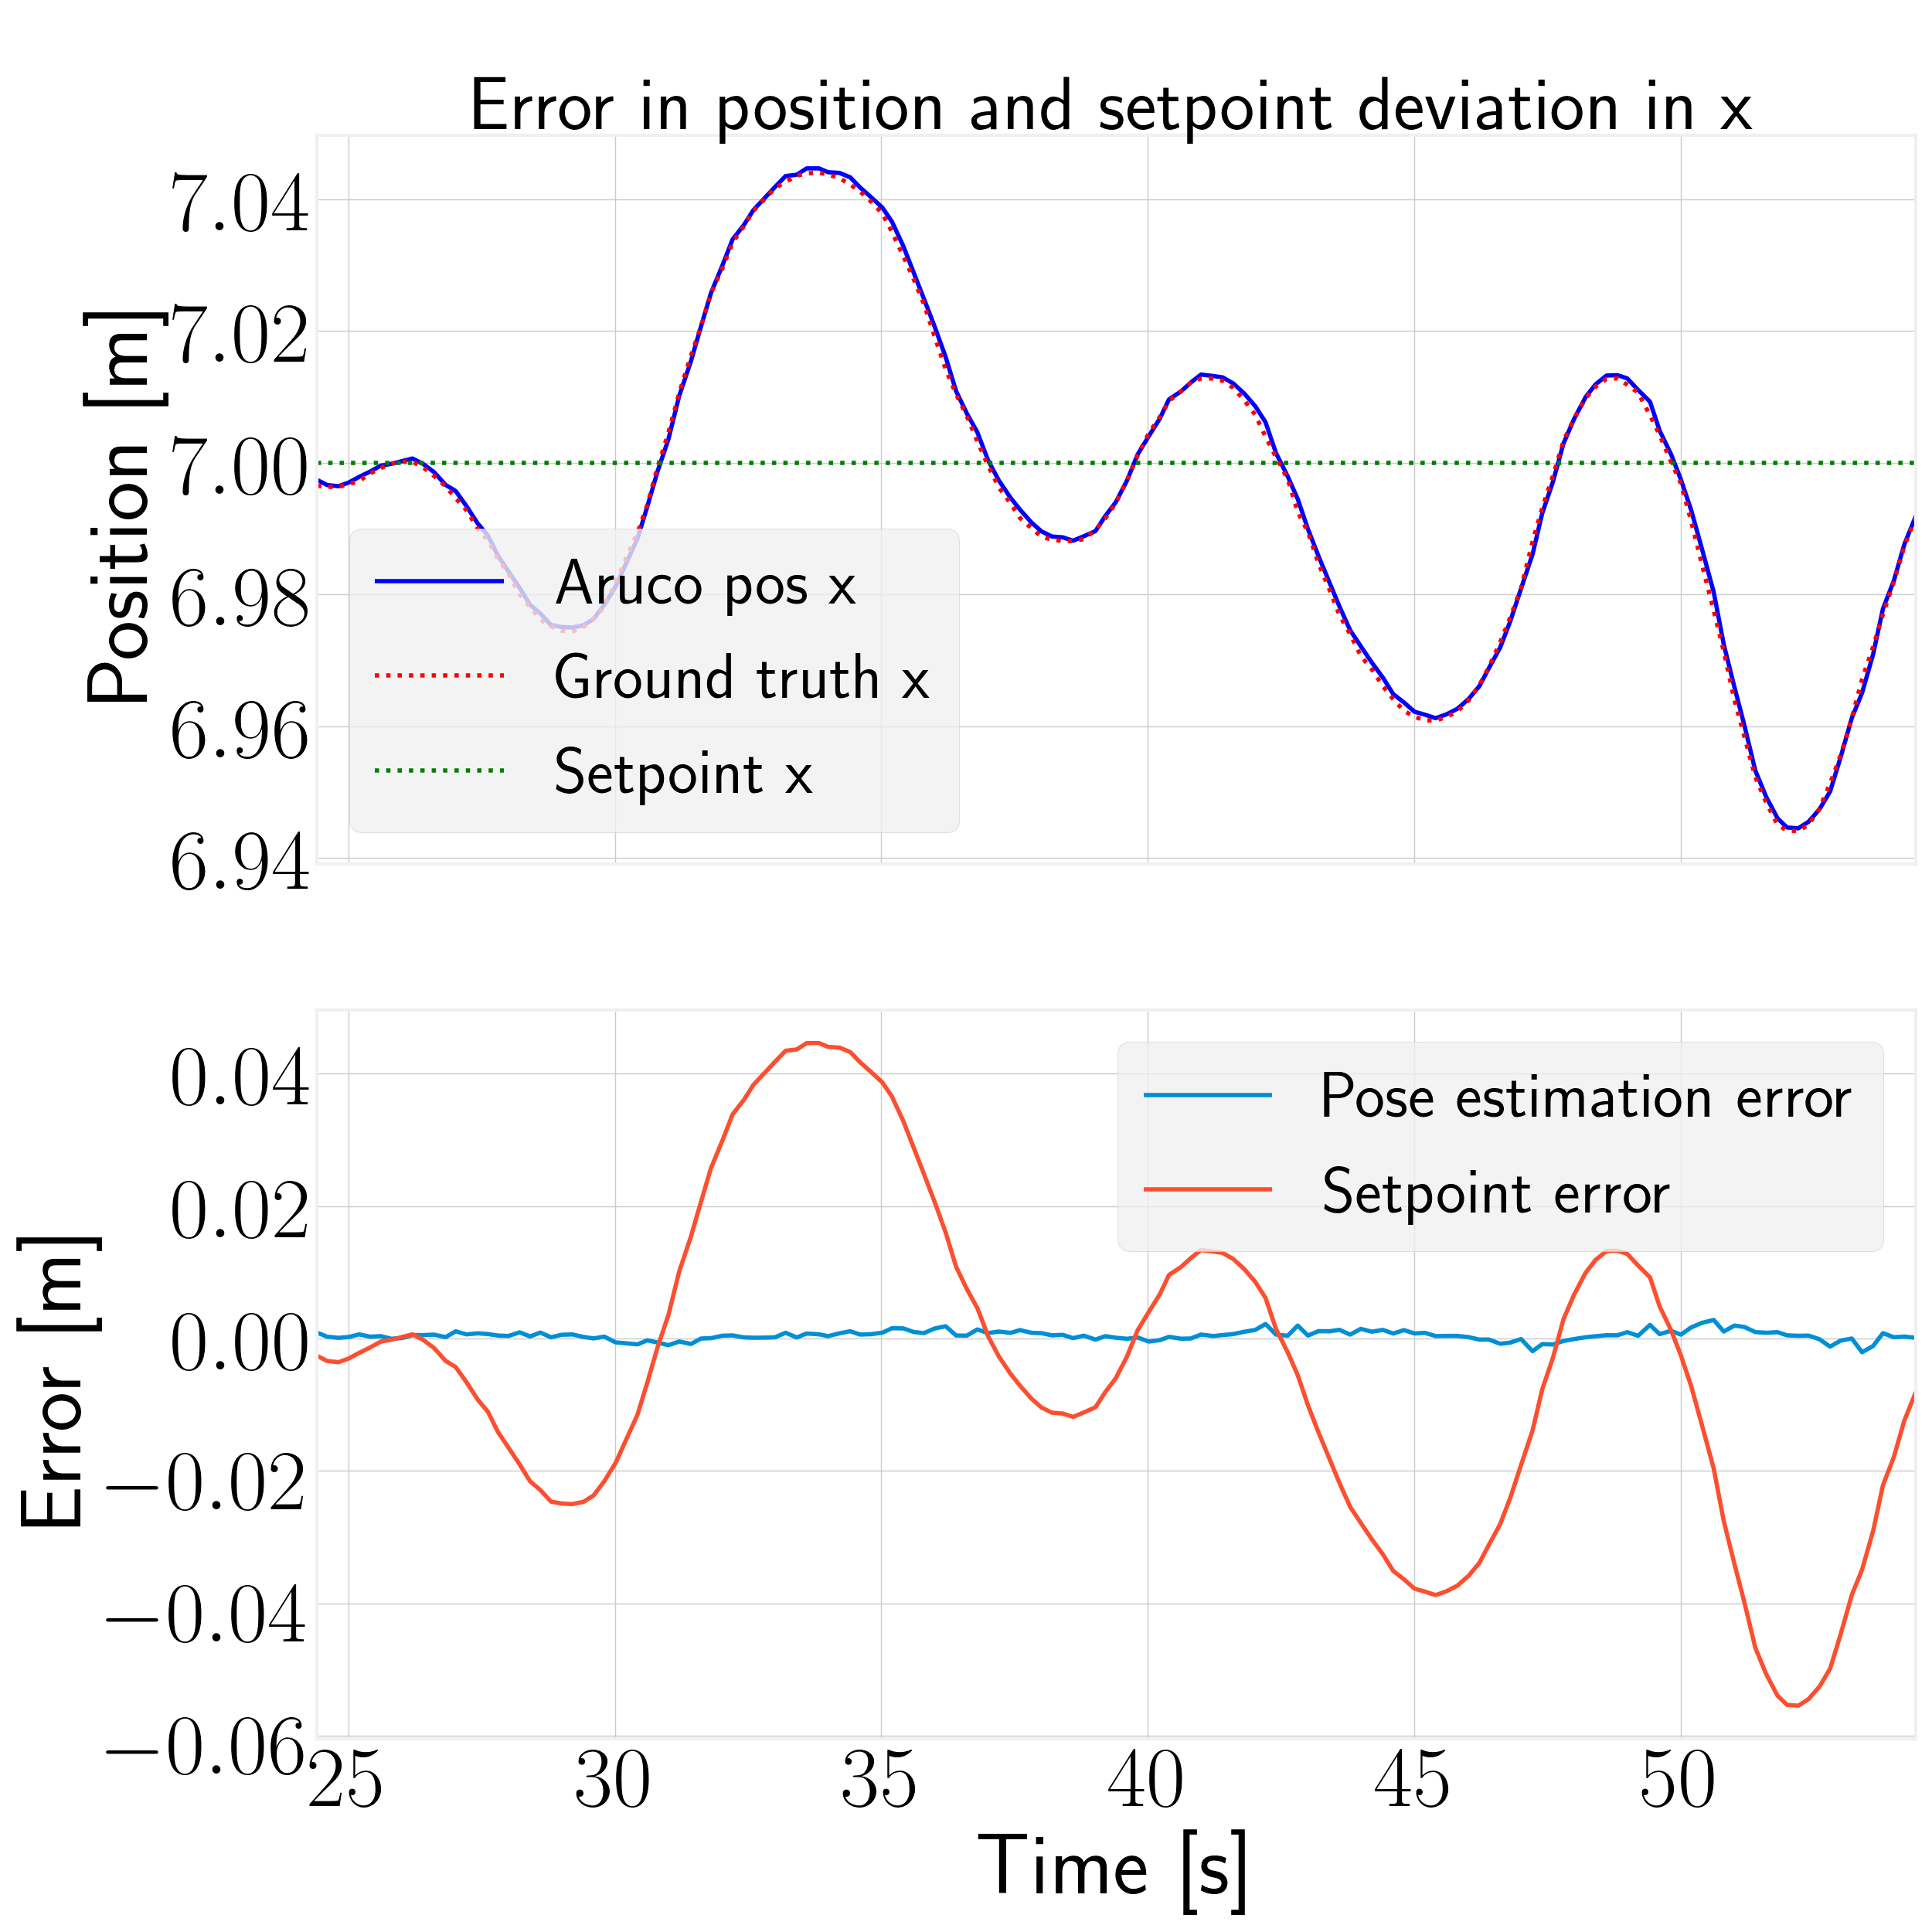 Error in position and setpoint deviation in x
Position [m]
7.04
7.02
7.00
6.98
6.96
6.94
Aruco pos x
Ground truth x
Setpoint x
Error [m]
0.04
0.02
0.00
−0.02
−0.04
−0.06
Pose estimation error
Setpoint error
25 30 35 40 45 50
Time [s]